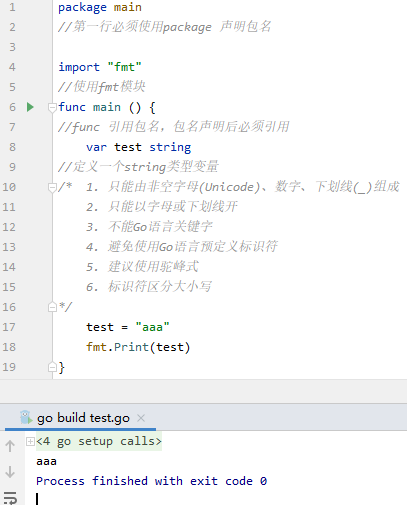 1 package main
2 //第一行必须使用package 声明包名
3
4 import "fmt"
5 //使用fmt模块
6 func main () {
7 //func 引用包名，包名声明后必须引用
8 var test string
9 //定义一个string类型变量
10 /* 1. 只能由非空字母(Unicode)、数字、下划线(_)组成
11 2. 只能以字母或下划线开
12 3. 不能Go语言关键字
13 4. 避免使用Go语言预定义标识符
14 5. 建议使用驼峰式
15 6. 标识符区分大小写
16 */
17 test = "aaa"
18 fmt.Print(test)
19 }
go build test.go ×
<4 go setup calls>
aaa
Process finished with exit code 0